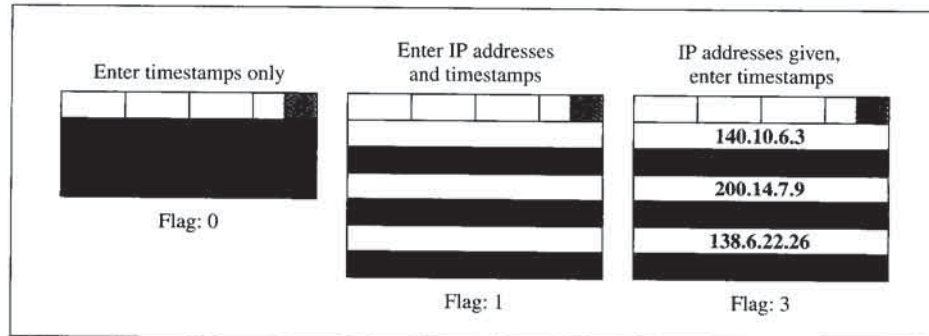 Enter timestamps only
Flag: 0
Enter IP addresses
and timestamps
Flag: 1
IP addresses given,
enter timestamps
140.10.6.3
200.14.7.9
138.6.22.26
Flag: 3